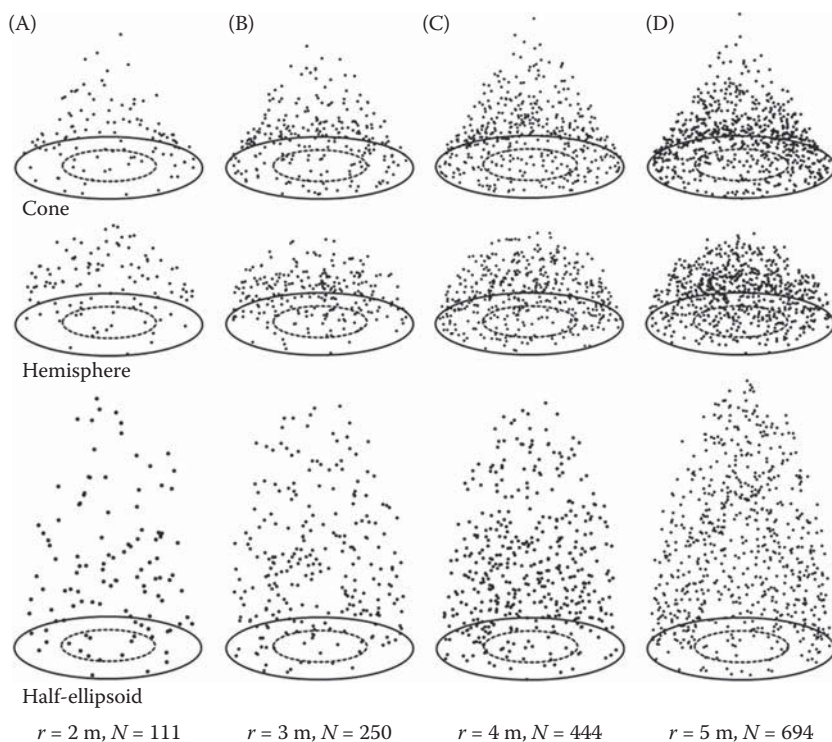 (A) (B) (C) (D)
Cone
Hemisphere
Half-ellipsoid
r = 2 m, N = 111 r = 3 m, N = 250 r = 4 m, N = 444 r = 5 m, N = 694